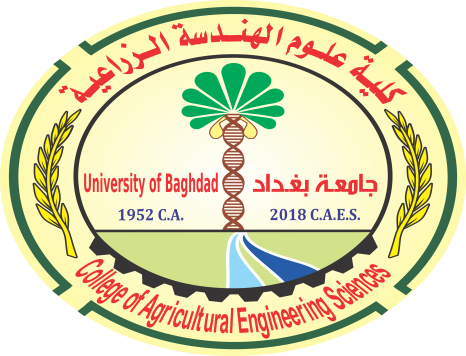 كلية علوم الهندسة الزراعية
University of Baghdad جامعة بغداد
1952 C.A. 2018 C.A.E.S.
College of Agricultural Engineering Sciences